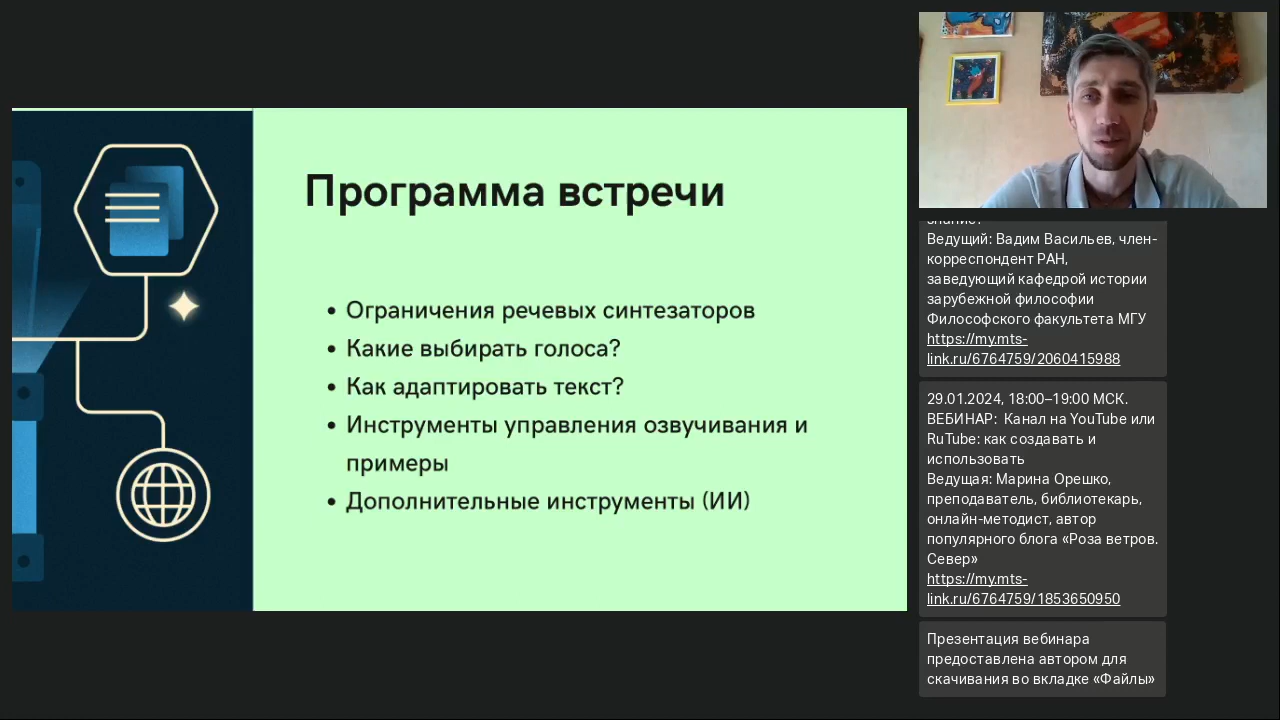 Программа встречи
• Ограничения речевых синтезаторов
• Какие выбирать голоса?
• Как адаптировать текст?
• Инструменты управления озвучивания и
примеры
• Дополнительные инструменты (ИИ)
Ведущий: Вадим Васильев, член-
корреспондент РАН,
заведующий кафедрой истории
зарубежной философии
Философского факультета МГУ
https://my.mts-
link.ru/6764759/2060415988
29.01.2024, 18:00–19:00 МСК.
ВЕБИНАР: Канал на YouTube или
RuTube: как создавать и
использовать
Ведущая: Марина Орешко,
преподаватель, библиотекарь,
онлайн-методист, автор
популярного блога «Роза ветров.
Север»
https://my.mts-
link.ru/6764759/1853650950
Презентация вебинара
предоставлена автором для
скачивания во вкладке «Файлы»